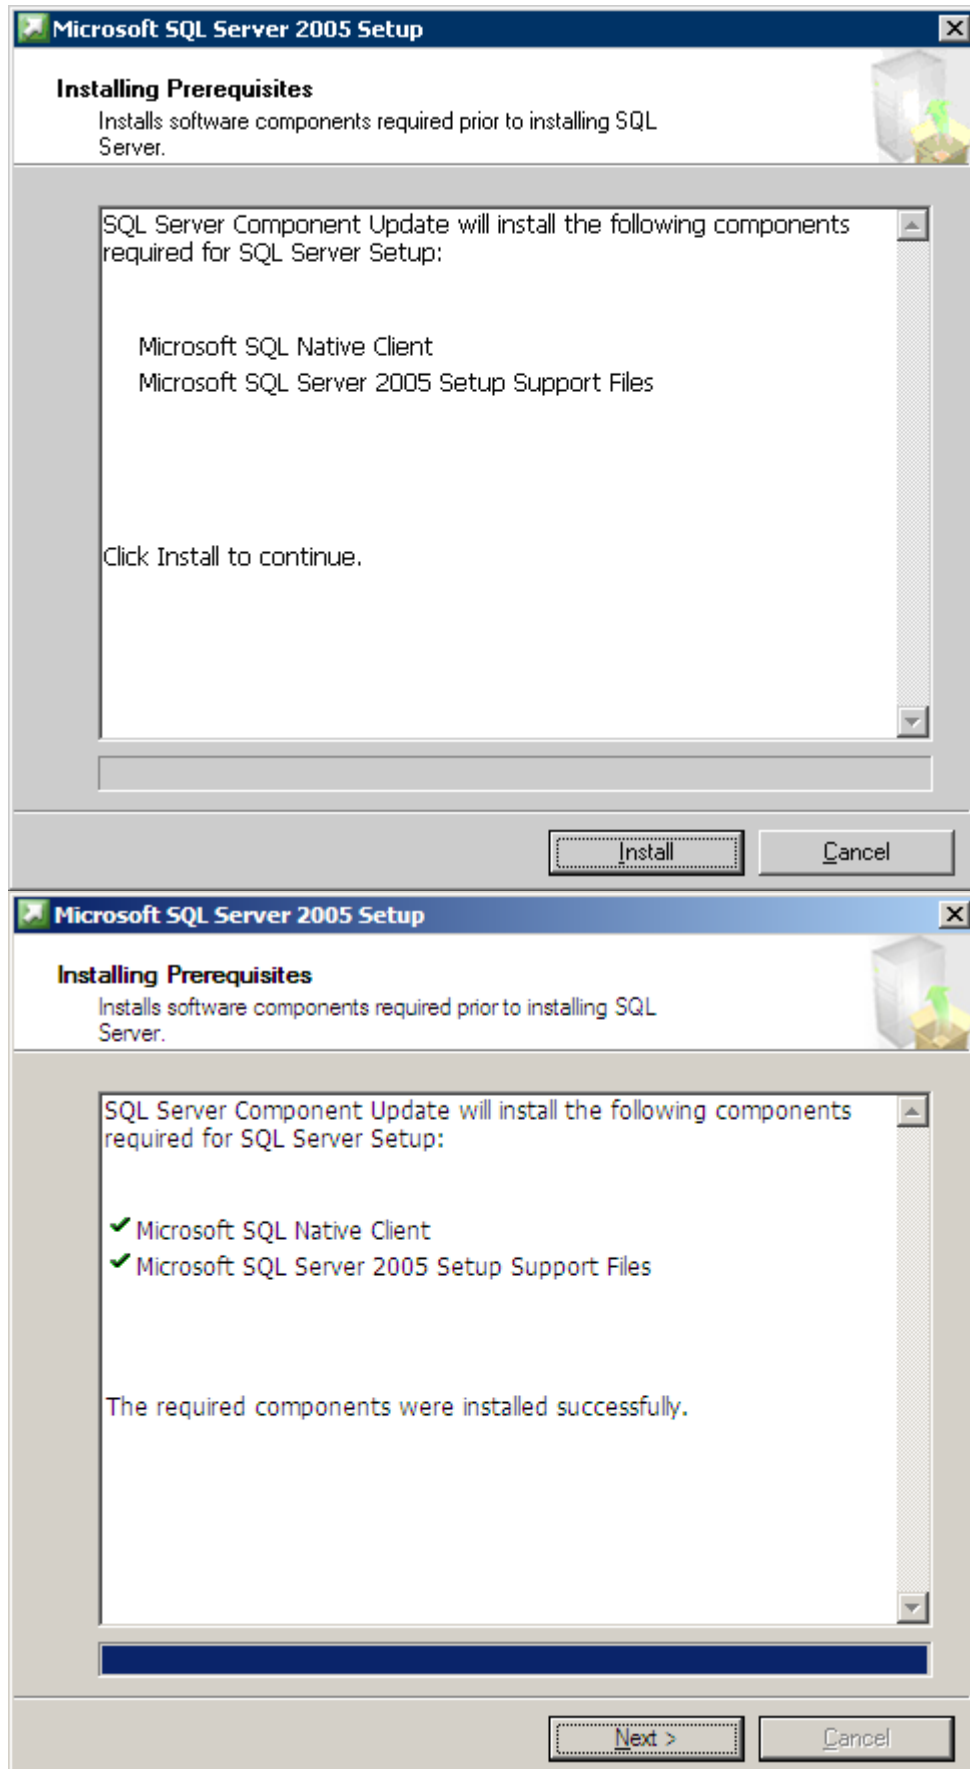 Microsoft SQL Server 2005 Setup
Installing Prerequisites
Installs software components required prior to installing SQL
Server.
SQL Server Component Update will install the following components
required for SQL Server Setup:
Microsoft SQL Native Client
Microsoft SQL Server 2005 Setup Support Files
Click Install to continue.
Install
Cancel
Microsoft SQL Server 2005 Setup
Installing Prerequisites
Installs software components required prior to installing SQL
Server.
SQL Server Component Update will install the following components
required for SQL Server Setup:
Microsoft SQL Native Client
Microsoft SQL Server 2005 Setup Support Files
The required components were installed successfully.
Next >
Cancel